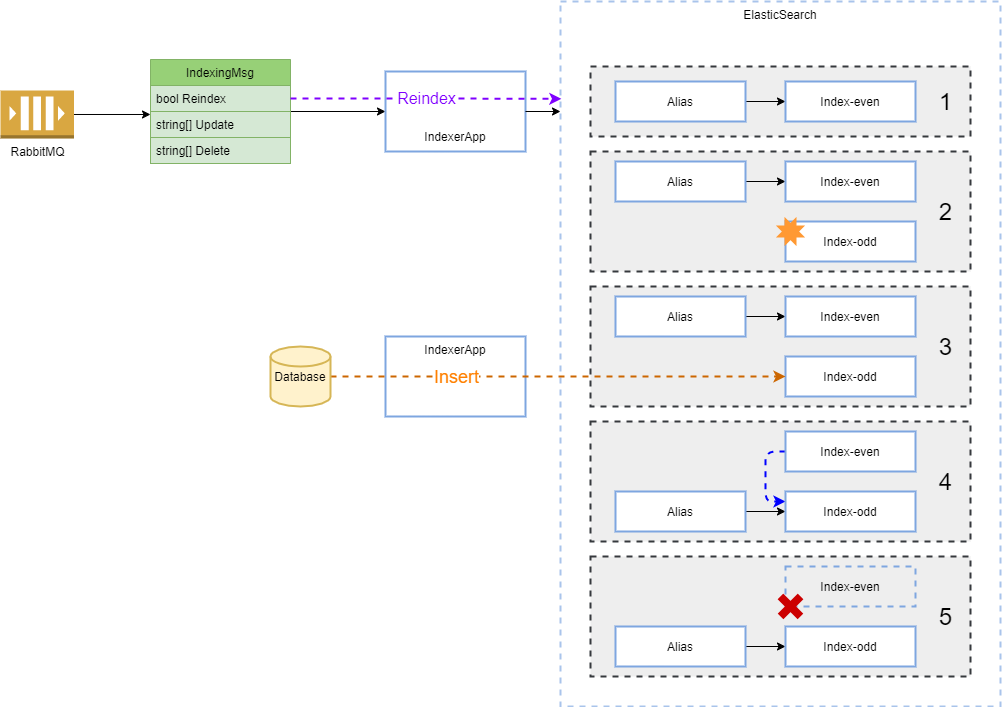 ElasticSearch
IndexingMsg
bool Reindex
string[] Update
string[] Delete
RabbitMQ
Reindex
IndexerApp
Alias
Index-even
1
Alias
Index-even
2
Index-odd
Alias
Index-even
3
Index-odd
IndexerApp
Database
Insert
Index-even
4
Alias
Index-odd
Index-even
5
Alias
Index-odd